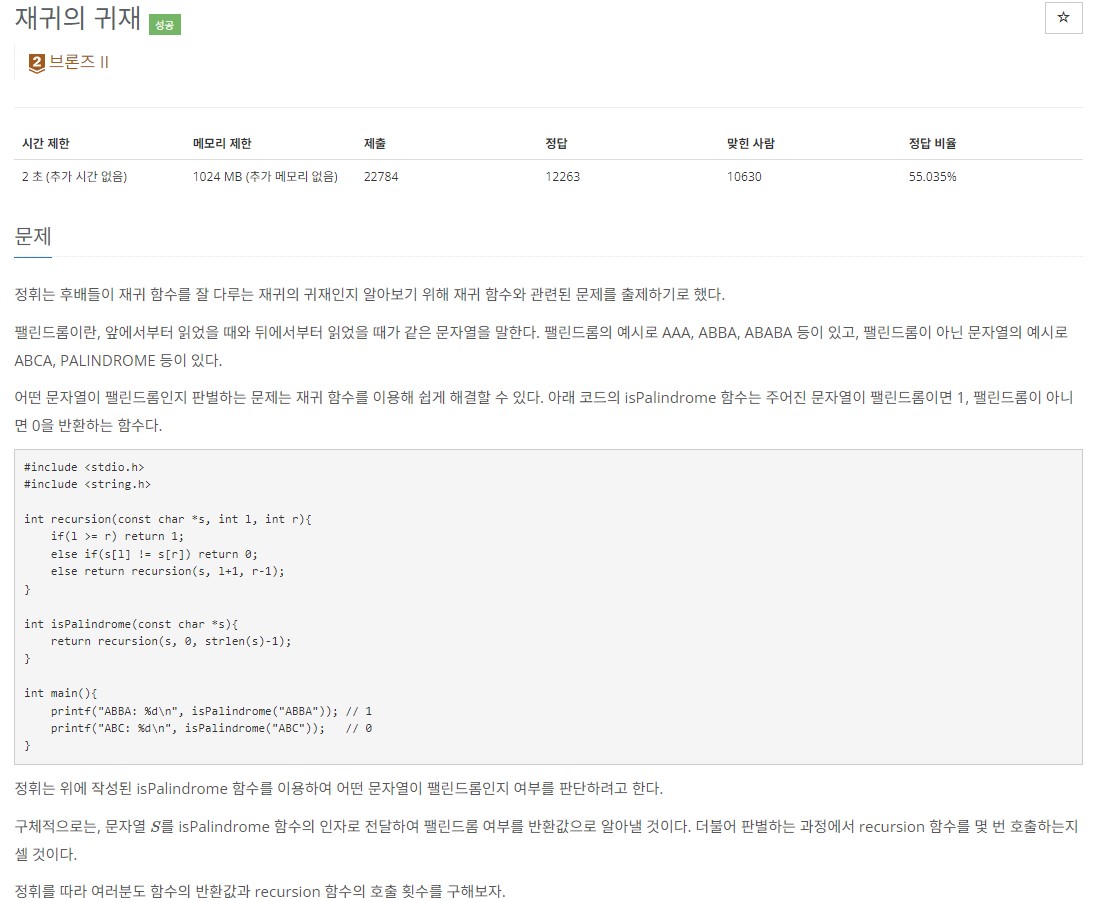 재귀의 귀재 성공
☆
2 브론즈 II
시간 제한 메모리 제한 제출 정답 맞힌 사람 정답 비율
2 초 (추가 시간 없음) 1024 MB (추가 메모리 없음) 22784 12263 10630 55.035%
문제
정휘는 후배들이 재귀 함수를 잘 다루는 재귀의 귀재인지 알아보기 위해 재귀 함수와 관련된 문제를 출제하기로 했다.
팰린드롬이란, 앞에서부터 읽었을 때와 뒤에서부터 읽었을 때가 같은 문자열을 말한다. 팰린드롬의 예시로 AAA, ABBA, ABABA 등이 있고, 팰린드롬이 아닌 문자열의 예시로
ABCA, PALINDROME 등이 있다.
어떤 문자열이 팰린드롬인지 판별하는 문제는 재귀 함수를 이용해 쉽게 해결할 수 있다. 아래 코드의 isPalindrome 함수는 주어진 문자열이 팰린드롬이면 1, 팰린드롬이 아니
면 0을 반환하는 함수다.
#include <stdio.h>
#include <string.h>
int recursion(const char *s, int l, int r){
    if(l >= r) return 1;
    else if(s[l] != s[r]) return 0;
    else return recursion(s, l+1, r-1);
}
int isPalindrome(const char *s){
    return recursion(s, 0, strlen(s)-1);
}
int main(){
    printf("ABBA: %d\n", isPalindrome("ABBA")); // 1
    printf("ABC: %d\n", isPalindrome("ABC"));   // 0
}
정휘는 위에 작성된 isPalindrome 함수를 이용하여 어떤 문자열이 팰린드롬인지 여부를 판단하려고 한다.
구체적으로는, 문자열 S를 isPalindrome 함수의 인자로 전달하여 팰린드롬 여부를 반환값으로 알아낼 것이다. 더불어 판별하는 과정에서 recursion 함수를 몇 번 호출하는지
셀 것이다.
정휘를 따라 여러분도 함수의 반환값과 recursion 함수의 호출 횟수를 구해보자.